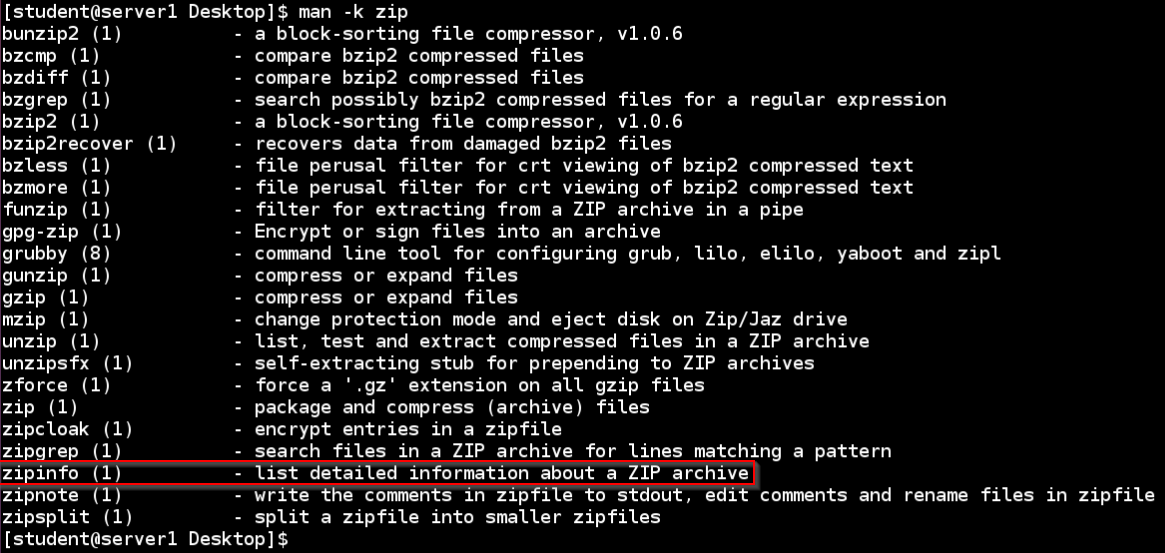 [student@server1 Desktop]$ man -k zip
bunzip2 (1)          - a block-sorting file compressor, v1.0.6
bzcmp (1)            - compare bzip2 compressed files
bzdiff (1)           - compare bzip2 compressed files
bzgrep (1)           - search possibly bzip2 compressed files for a regular expression
bzip2 (1)            - a block-sorting file compressor, v1.0.6
bzip2recover (1)     - recovers data from damaged bzip2 files
bzless (1)           - file perusal filter for crt viewing of bzip2 compressed text
bzmore (1)           - file perusal filter for crt viewing of bzip2 compressed text
funzip (1)           - filter for extracting from a ZIP archive in a pipe
gpg-zip (1)          - Encrypt or sign files into an archive
grubby (8)           - command line tool for configuring grub, lilo, elilo, yaboot and zipl
gunzip (1)           - compress or expand files
gzip (1)             - compress or expand files
mzip (1)             - change protection mode and eject disk on Zip/Jaz drive
unzip (1)            - list, test and extract compressed files in a ZIP archive
unzipsfx (1)         - self-extracting stub for prepending to ZIP archives
zforce (1)           - force a '.gz' extension on all gzip files
zip (1)              - package and compress (archive) files
zipcloak (1)         - encrypt entries in a zipfile
zipgrep (1)          - search files in a ZIP archive for lines matching a pattern
zipinfo (1)          - list detailed information about a ZIP archive
zipnote (1)          - write the comments in zipfile to stdout, edit comments and rename files in zipfile
zipsplit (1)         - split a zipfile into smaller zipfiles
[student@server1 Desktop]$